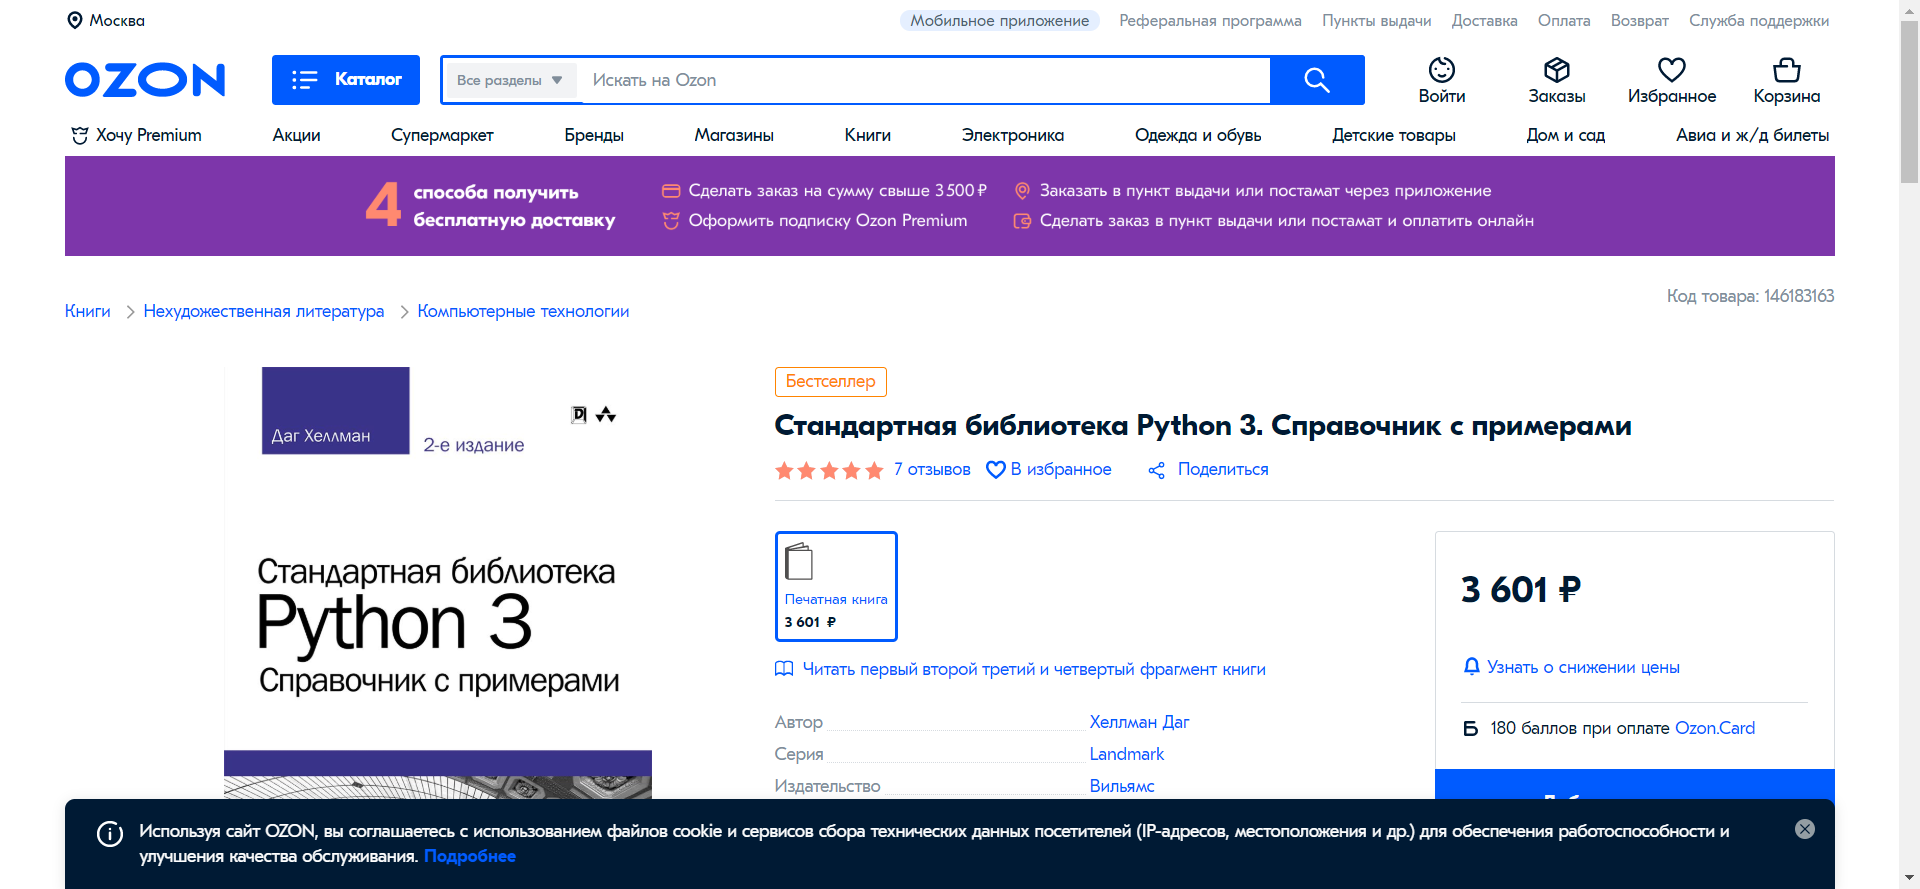 Москва
Мобильное приложение
Реферальная программа
Пункты выдачи
Доставка
Оплата
Возврат
Служба поддержки
OZON
Каталог
Все разделы
Искать на Ozon
Войти
Заказы
Избранное
Корзина
Хочу Premium
Акции
Супермаркет
Бренды
Магазины
Книги
Электроника
Одежда и обувь
Детские товары
Дом и сад
Авиа и ж/д билеты
4 способа получить
бесплатную доставку
Сделать заказ на сумму свыше 3 500 ₽
Оформить подписку Ozon Premium
Заказать в пункт выдачи или постамат через приложение
Сделать заказ в пункт выдачи или постамат и оплатить онлайн
Код товара: 146183163
Книги
Нехудожественная литература
Компьютерные технологии
Даг Хеллман
2-е издание
Стандартная библиотека
Python 3
Справочник с примерами
Бестселлер
Стандартная библиотека Python 3. Справочник с примерами
7 отзывов
В избранное
Поделиться
Печатная книга
3 601 ₽
Читать первый второй третий и четвертый фрагмент книги
Автор
Хеллман Даг
Серия
Landmark
Издательство
Вильямс
3 601 ₽
Узнать о снижении цены
Б 180 баллов при оплате Ozon.Card
Используя сайт OZON, вы соглашаетесь с использованием файлов cookie и сервисов сбора технических данных посетителей (IP-адресов, местоположения и др.) для обеспечения работоспособности и
улучшения качества обслуживания. Подробнее